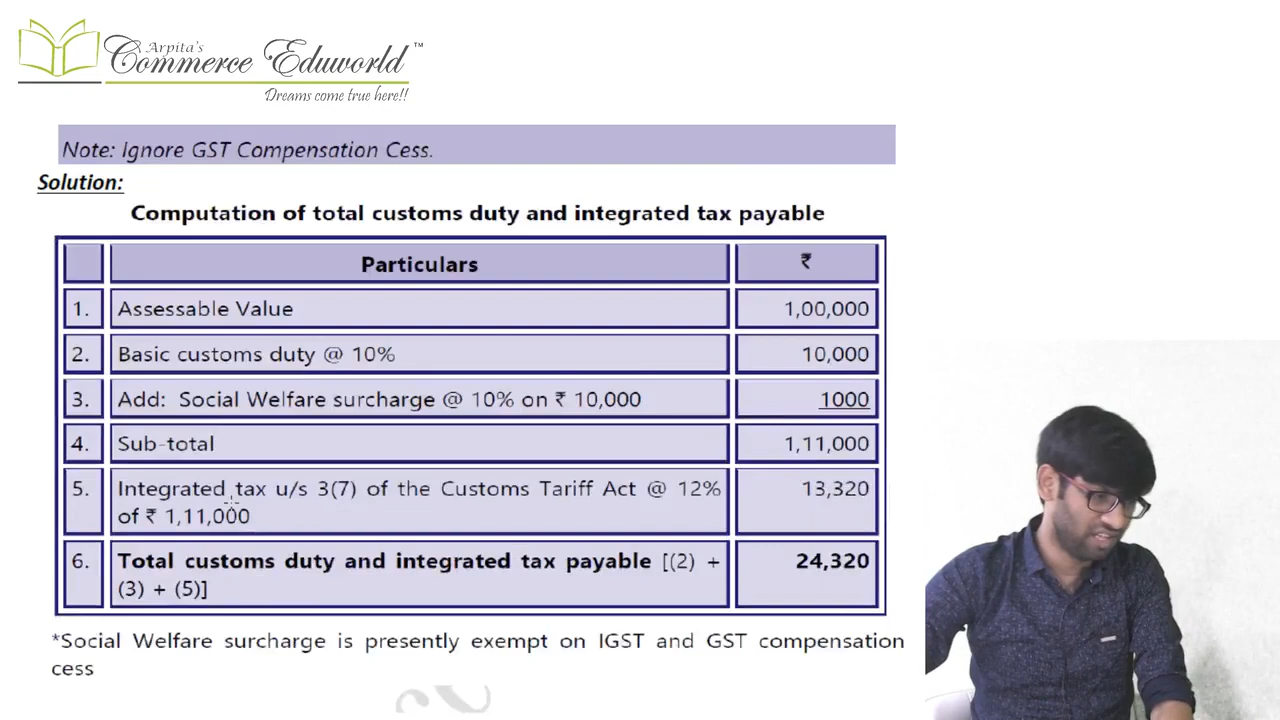 Arpita's
Commerce Eduworld™
Dreams come true here!!
Note: Ignore GST Compensation Cess.
Solution:
Computation of total customs duty and integrated tax payable
Particulars ₹
1. Assessable Value 1,00,000
2. Basic customs duty @ 10% 10,000
3. Add: Social Welfare surcharge @ 10% on ₹ 10,000 1000
4. Sub-total 1,11,000
5. Integrated tax u/s 3(7) of the Customs Tariff Act @ 12% 13,320
of ₹ 1,11,000
6. Total customs duty and integrated tax payable [(2) + 24,320
(3) + (5)]
*Social Welfare surcharge is presently exempt on IGST and GST compensation
cess